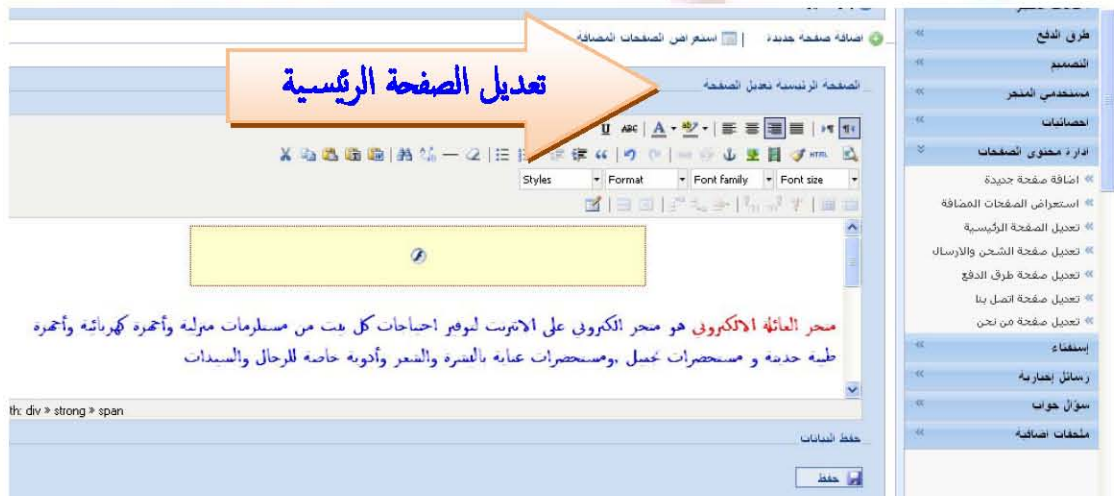 طرق الدفع
التصميم
مستخدمي المتجر
احصائيات
ادارة محتوى الصفحات
اضافة صفحة جديدة
استعراض الصفحات المضافة
تعديل الصفحة الرئيسية
تعديل صفحة الشحن والارسال
تعديل صفحة طرق الدفع
تعديل صفحة اتصل بنا
تعديل صفحة من نحن
إستفتاء
رسائل إخبارية
سؤال جواب
ملحقات اضافية
اضافة صفحة جديدة | استعراض الصفحات المضافة
الصفحة الرئيسية تعديل الصفحة
تعديل الصفحة الرئيسية
U ABC A
HTML
Styles Format Font family Font size
متجر العائلة الالكتروني هو متجر الكتروني على الانترنت لتوفير احتياجات كل بيت من مستلزمات منزلية وأجهزة كهربائية وأجهزة
طبية حديثة و مستحضرات تجميل ,ومستحضرات عناية بالبشرة والشعر وأدوية خاصة للرجال والسيدات
th: div » strong » span
حفظ البيانات
حفظ